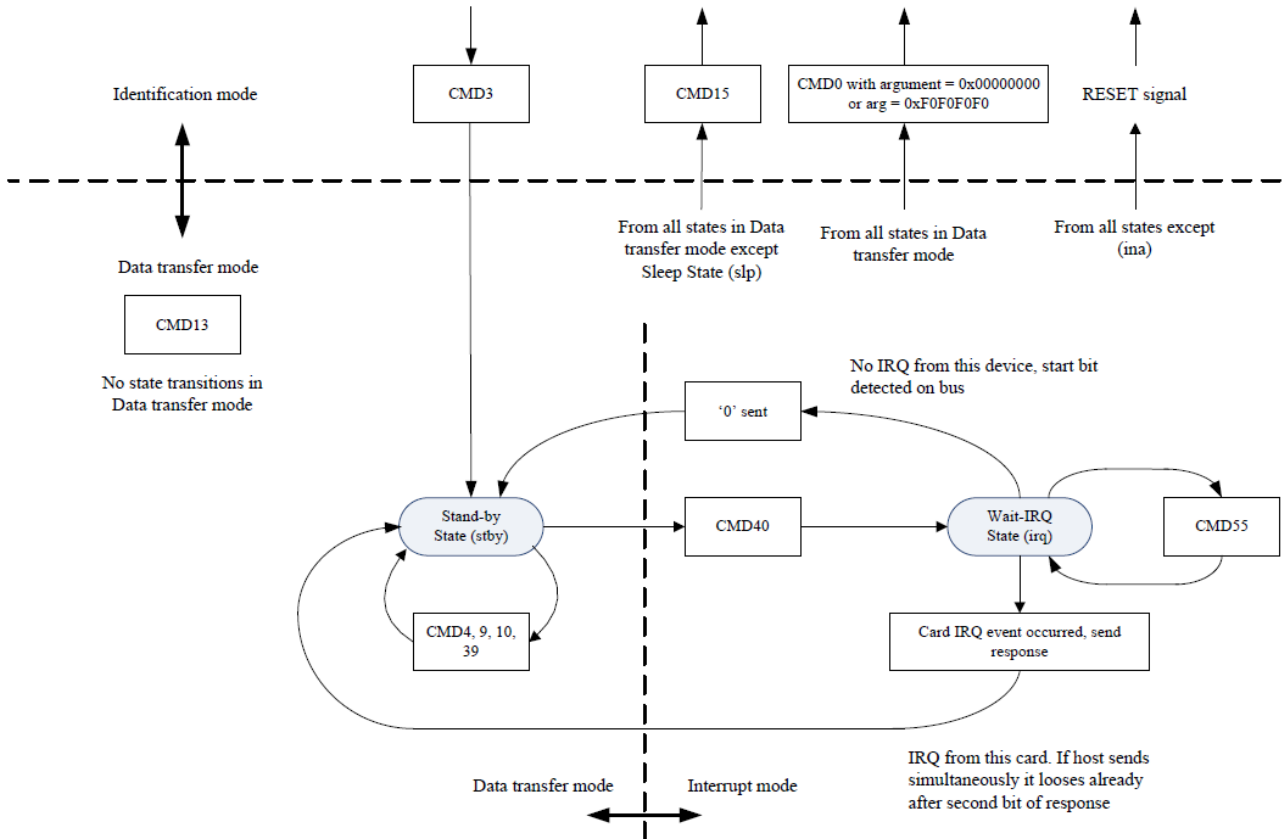 Identification mode
CMD3
CMD15
CMD0 with argument = 0x00000000
or arg = 0xF0F0F0F0
RESET signal
From all states in Data
transfer mode except
Sleep State (slp)
From all states in Data
transfer mode
From all states except
(ina)
Data transfer mode
CMD13
No state transitions in
Data transfer mode
No IRQ from this device, start bit
detected on bus
‘0’ sent
Stand-by
State (stby)
CMD40
Wait-IRQ
State (irq)
CMD55
CMD4, 9, 10,
39
Card IRQ event occurred, send
response
IRQ from this card. If host sends
simultaneously it looses already
after second bit of response
Data transfer mode
Interrupt mode